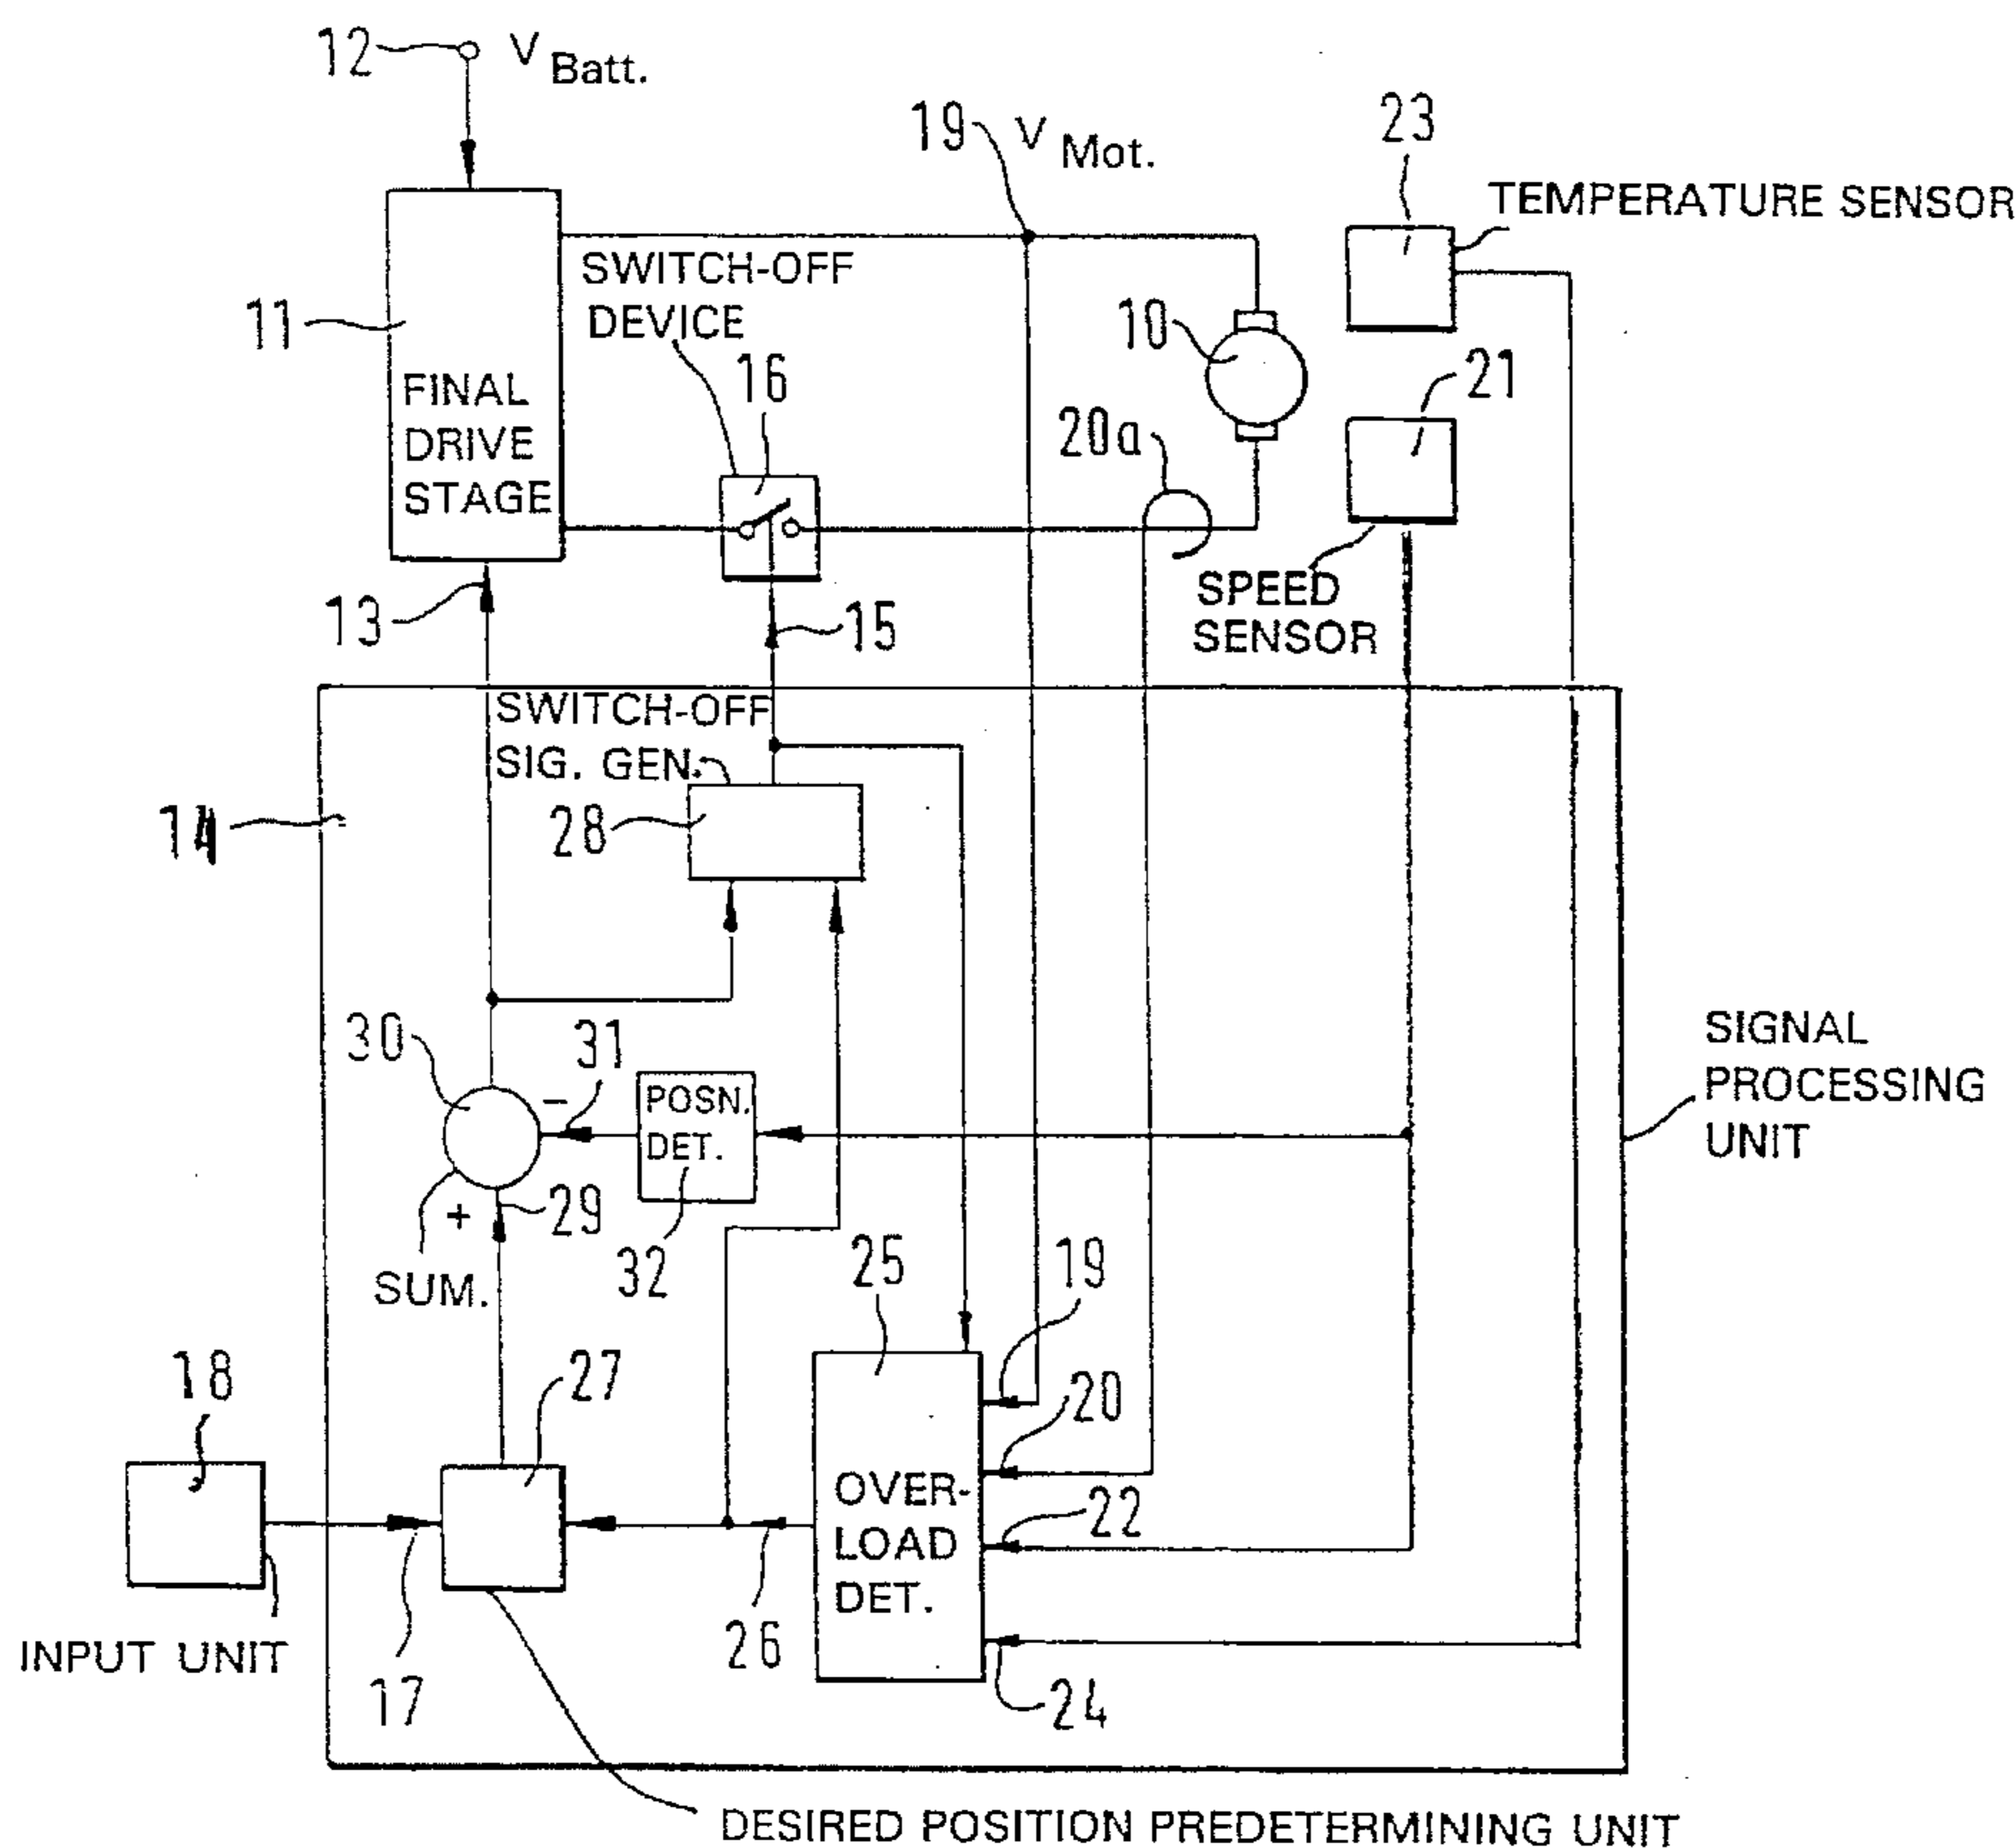 12
V Batt.
19
V Mot.
23
TEMPERATURE SENSOR
11
SWITCH-OFF
DEVICE
10
16
21
FINAL
DRIVE
STAGE
20a
13
15
SPEED
SENSOR
SWITCH-OFF
SIG. GEN.
14
28
30
31
−
POSN.
DET.
SIGNAL
PROCESSING
UNIT
+
29
32
SUM.
25
19
18
27
20
OVER-
LOAD
DET.
22
26
INPUT UNIT
17
24
DESIRED POSITION PREDETERMINING UNIT